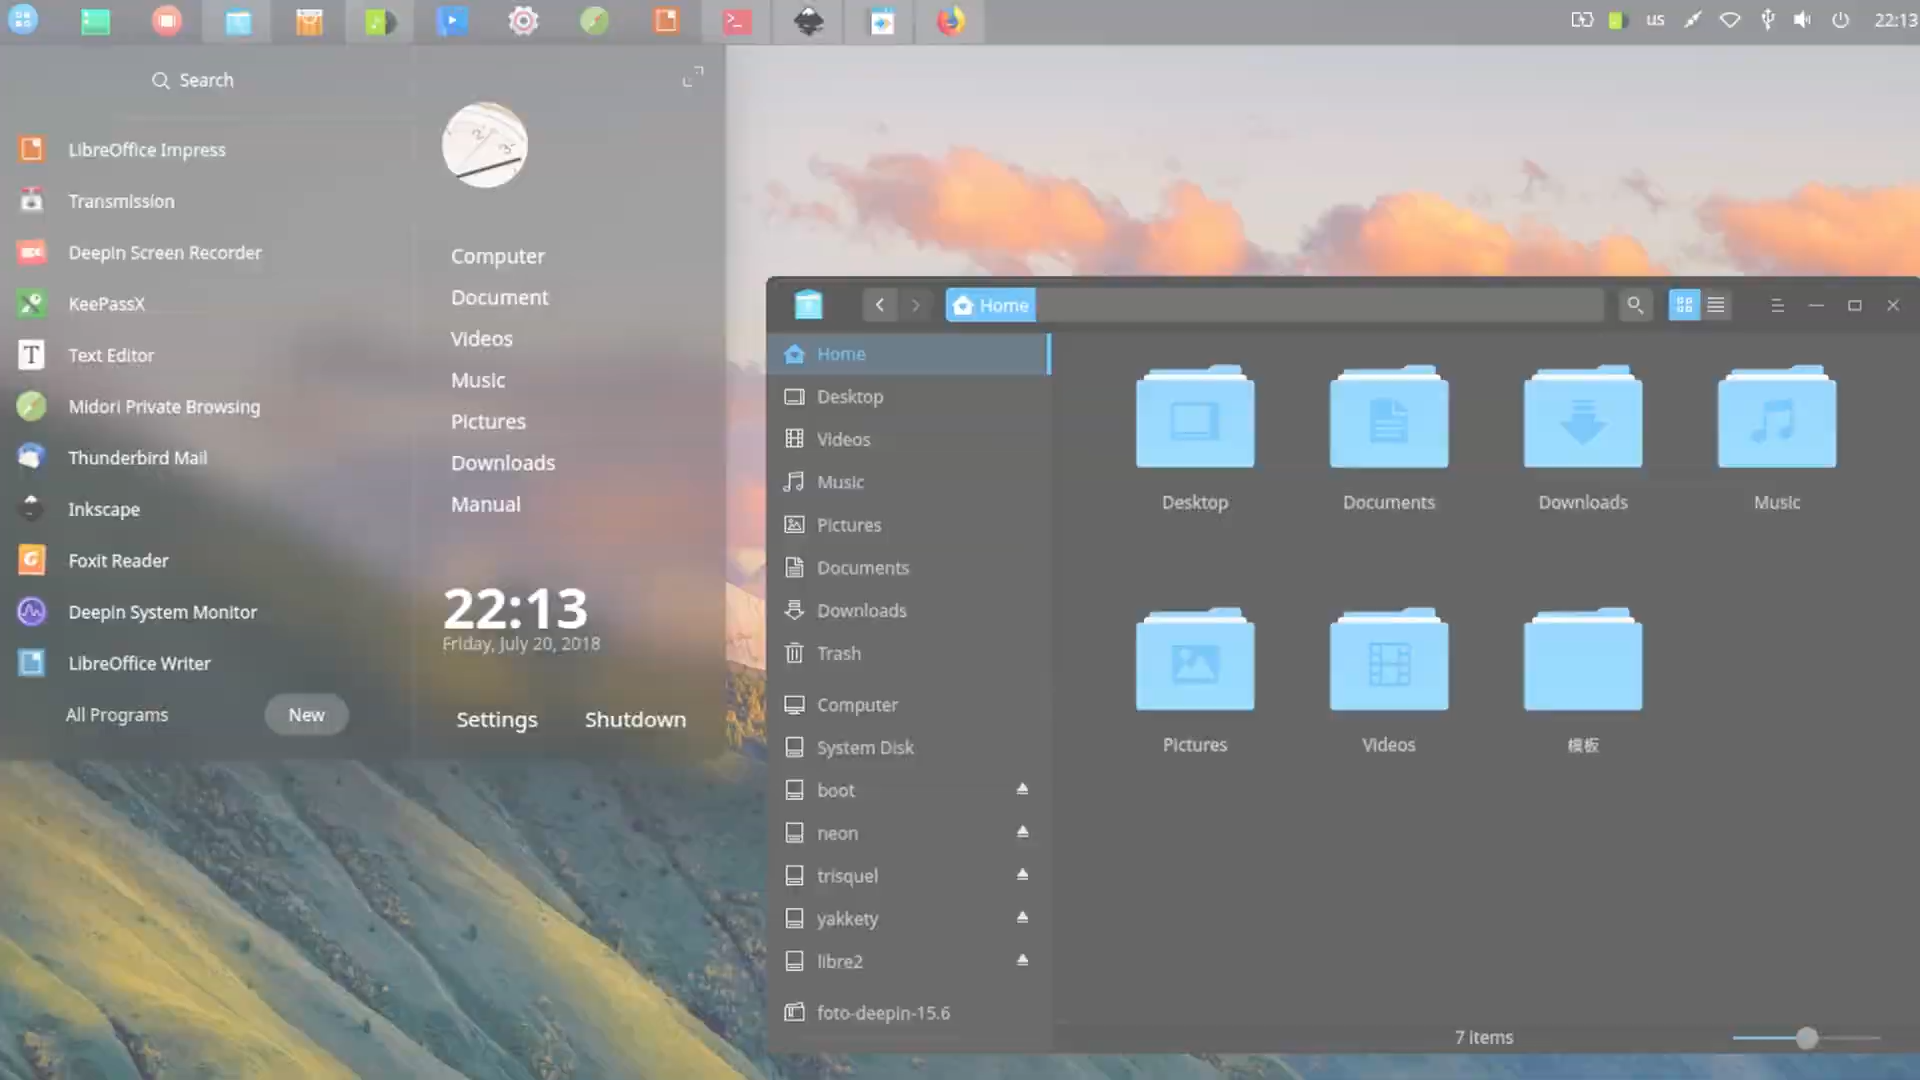 us
22:13
Search
LibreOffice Impress
Transmission
Deepin Screen Recorder
KeePassX
Text Editor
Midori Private Browsing
Thunderbird Mail
Inkscape
Foxit Reader
Deepin System Monitor
LibreOffice Writer
All Programs
New
Computer
Document
Videos
Music
Pictures
Downloads
Manual
22:13
Friday, July 20, 2018
Settings
Shutdown
Home
Home
Desktop
Videos
Music
Pictures
Documents
Downloads
Trash
Computer
System Disk
boot
neon
trisquel
yakkety
libre2
foto-deepin-15.6
Desktop
Documents
Downloads
Music
Pictures
Videos
模板
7 items